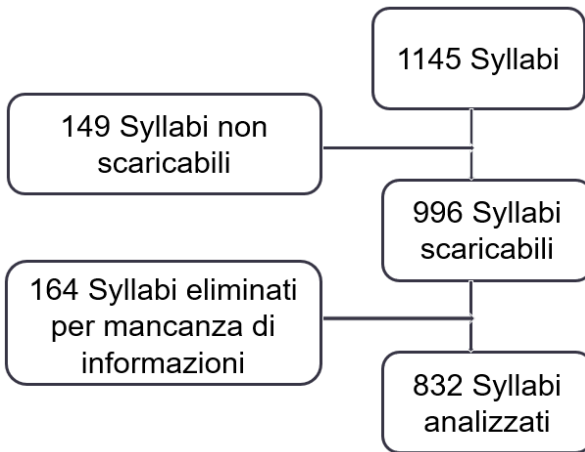 1145 Syllabi
149 Syllabi non
scaricabili
996 Syllabi
scaricabili
164 Syllabi eliminati
per mancanza di
informazioni
832 Syllabi
analizzati